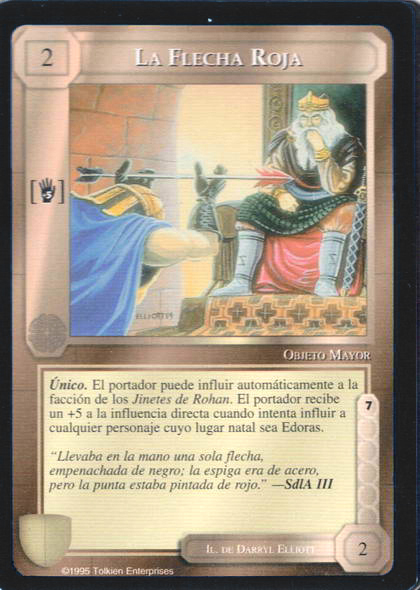 2
LA FLECHA ROJA
[5]
ELLIOTT94
OBJETO MAYOR
Único. El portador puede influir automáticamente a la
facción de los Jinetes de Rohan. El portador recibe
un +5 a la influencia directa cuando intenta influir a
cualquier personaje cuyo lugar natal sea Edoras.
7
“Llevaba en la mano una sola flecha,
empenachada de negro; la espiga era de acero,
pero la punta estaba pintada de rojo.” —SdlA III
IL. DE DARRYL ELLIOTT
2
©1995 Tolkien Enterprises